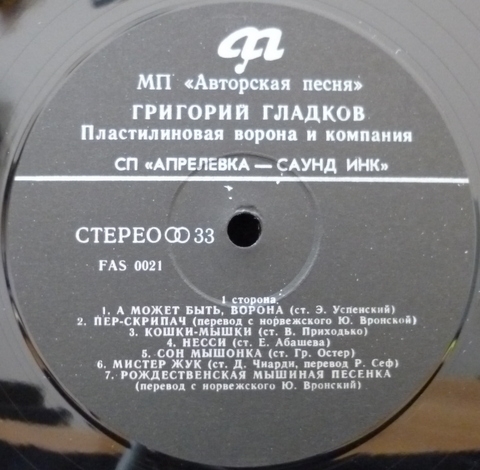 МП «Авторская песня»
ГРИГОРИЙ ГЛАДКОВ
Пластилиновая ворона и компания
СП «АПРЕЛЕВКА — САУНД ИНК»
СТЕРЕО 33
FAS 0021
1 сторона
1. А МОЖЕТ БЫТЬ, ВОРОНА (ст. Э. Успенский)
2. ПЕР-СКРИПАЧ (перевод с норвежского Ю. Вронской)
3. КОШКИ-МЫШКИ (ст. В. Приходько)
4. НЕССИ (ст. Е. Абашева)
5. СОН МЫШОНКА (ст. Гр. Остер)
6. МИСТЕР ЖУК (ст. Д. Чиарди, перевод Р. Сеф)
7. РОЖДЕСТВЕНСКАЯ МЫШИНАЯ ПЕСЕНКА
(перевод с норвежского Ю. Вронский)